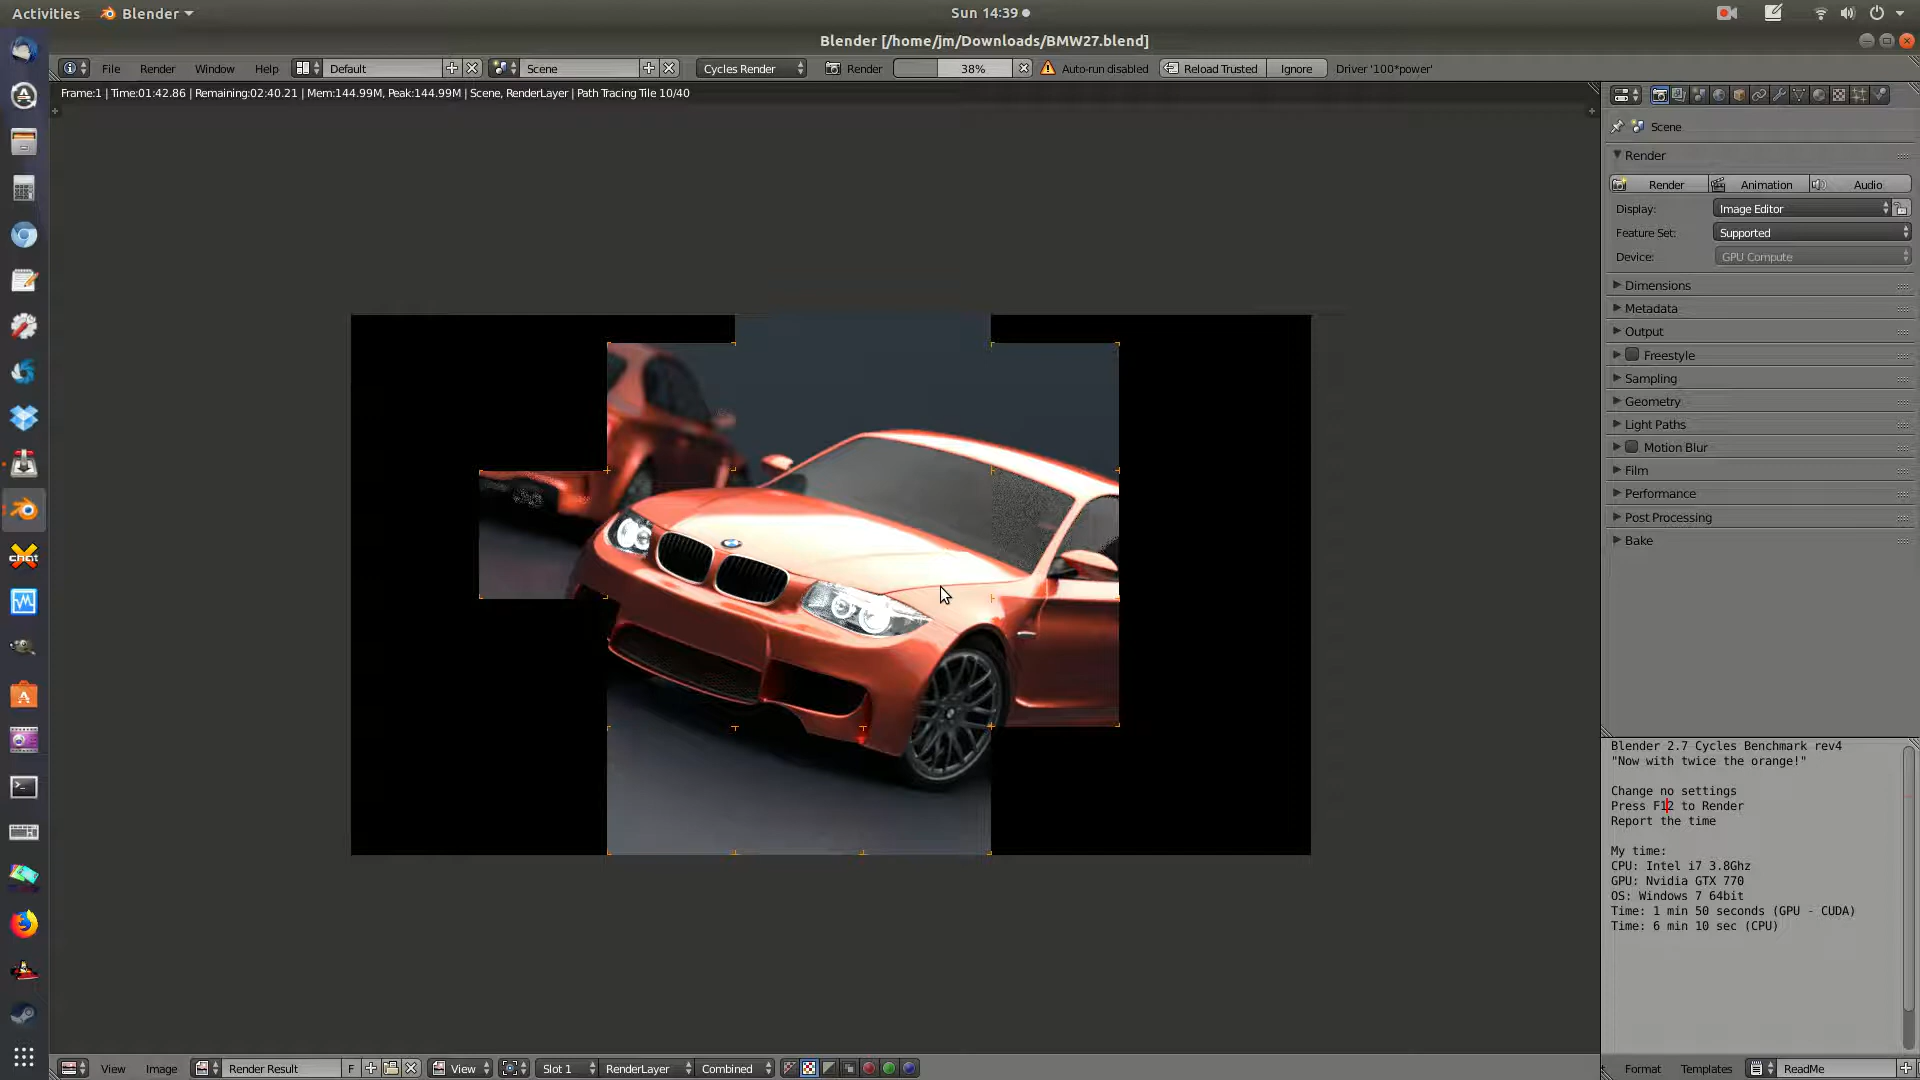 Activities Blender Sun 14:39
Blender [/home/jm/Downloads/BMW27.blend]
File Render Window Help Default Scene Cycles Render Render 38% Auto-run disabled Reload Trusted Ignore Driver '100*power'
Frame:1 | Time:01:42.86 | Remaining:02:40.21 | Mem:144.99M, Peak:144.99M | Scene, RenderLayer | Path Tracing Tile 10/40
Scene
Render
Render Animation Audio
Display: Image Editor
Feature Set: Supported
Device: GPU Compute
Dimensions
Metadata
Output
Freestyle
Sampling
Geometry
Light Paths
Motion Blur
Film
Performance
Post Processing
Bake
chat
Blender 2.7 Cycles Benchmark rev4
"Now with twice the orange!"
Change no settings
Press F12 to Render
Report the time
My time:
CPU: Intel i7 3.8Ghz
GPU: Nvidia GTX 770
OS: Windows 7 64bit
Time: 1 min 50 seconds (GPU - CUDA)
Time: 6 min 10 sec (CPU)
View Image Render Result F View Slot 1 RenderLayer Combined
Format Templates ReadMe